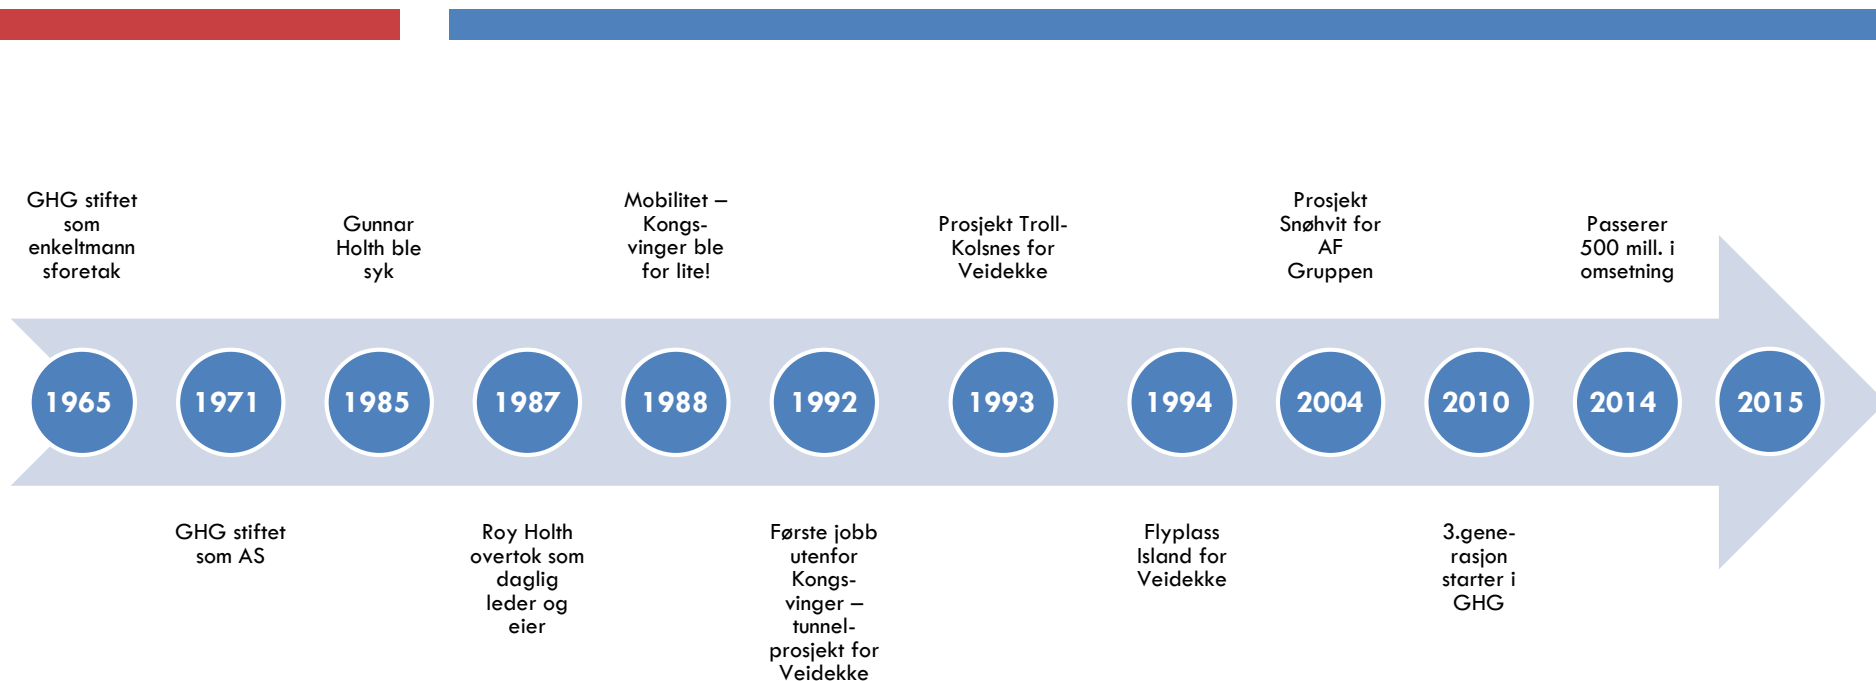 GHG stiftet
som
enkeltmann
sforetak
Gunnar
Holth ble
syk
Mobilitet –
Kongs-
vinger ble
for lite!
Prosjekt Troll-
Kolsnes for
Veidekke
Prosjekt
Snøhvit for
AF
Gruppen
Passerer
500 mill. i
omsetning
1965
1971
1985
1987
1988
1992
1993
1994
2004
2010
2014
2015
GHG stiftet
som AS
Roy Holth
overtok som
daglig
leder og
eier
Første jobb
utenfor
Kongs-
vinger –
tunnel-
prosjekt for
Veidekke
Flyplass
Island for
Veidekke
3.gene-
rasjon
starter i
GHG